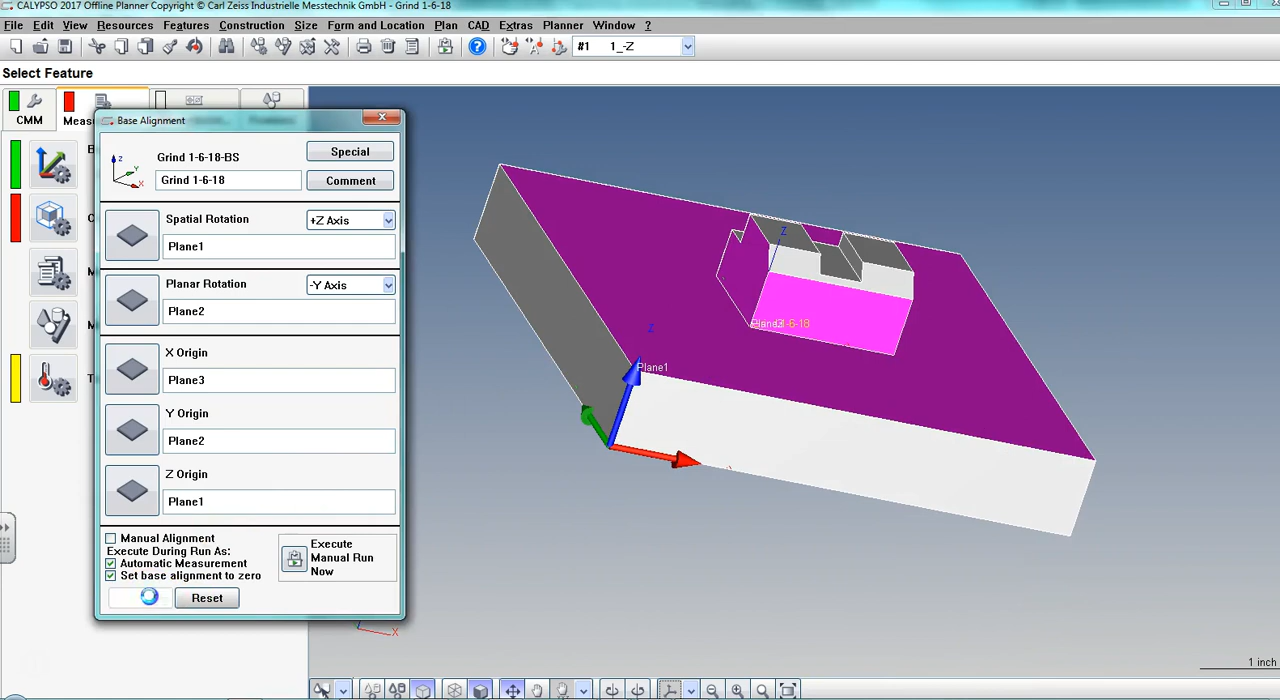 CALYPSO 2017 Offline Planner Copyright © Carl Zeiss Industrielle Messtechnik GmbH - Grind 1-6-18
File Edit View Resources Features Construction Size Form and Location Plan CAD Extras Planner Window ?
#1 1_-Z
Select Feature
CMM
Meas
Base Alignment
Grind 1-6-18-BS
Special
Grind 1-6-18
Comment
Z
Y
X
Spatial Rotation
+Z Axis
Plane1
Planar Rotation
-Y Axis
Plane2
X Origin
Plane3
Y Origin
Plane2
Z Origin
Plane1
Manual Alignment
Execute During Run As:
Automatic Measurement
Set base alignment to zero
Execute
Manual Run
Now
Reset
Z
1-6-18
Z
Plane1
X
1 inch